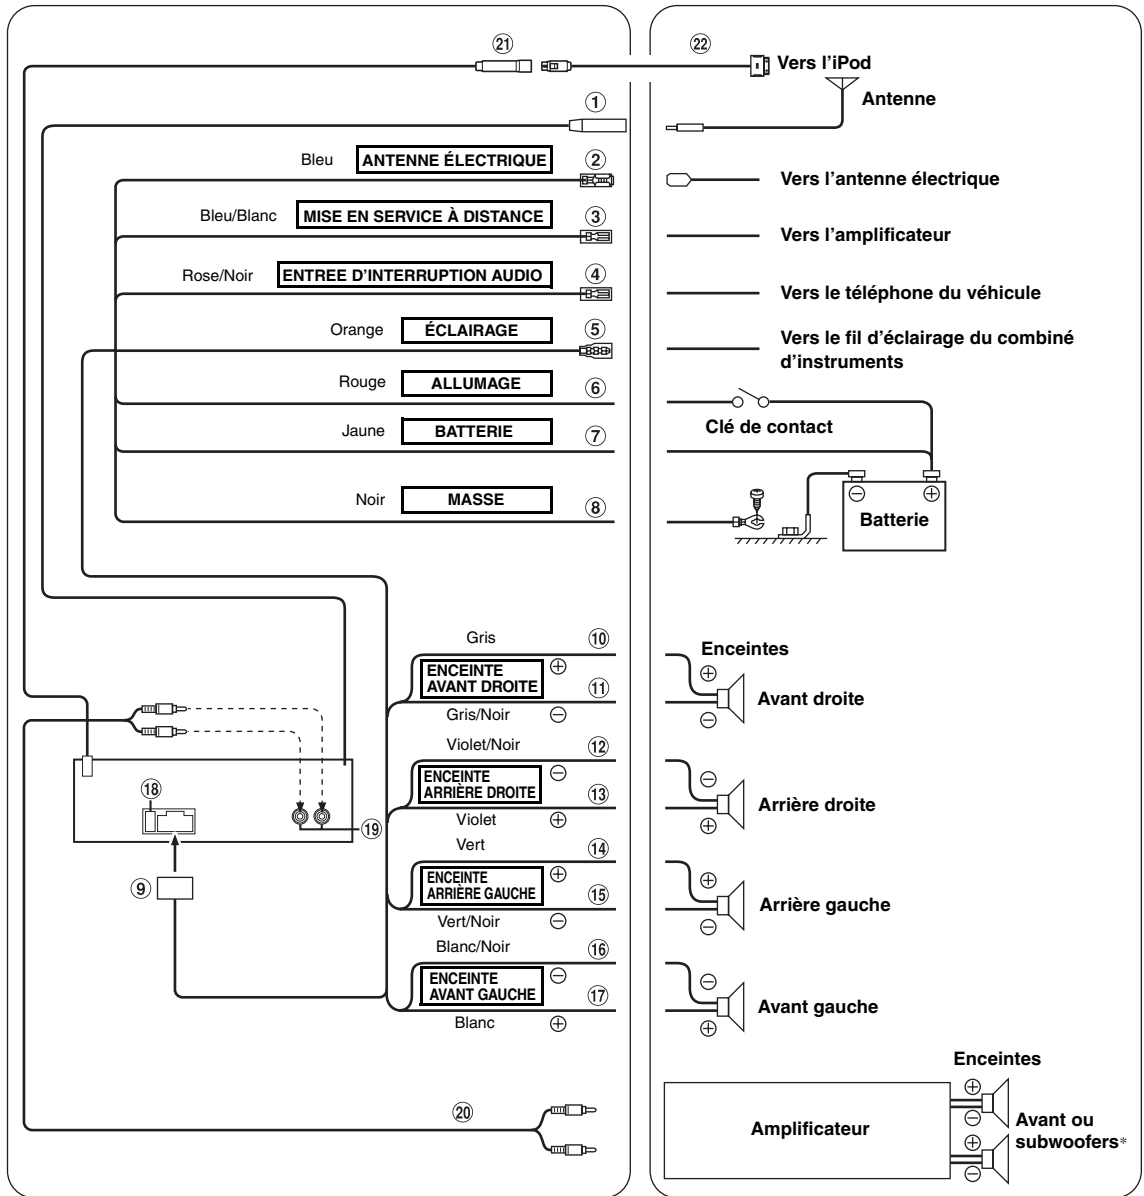 ㉑
㉒
Vers l'iPod
Antenne
①
Bleu ANTENNE ÉLECTRIQUE ②
Vers l'antenne électrique
Bleu/Blanc MISE EN SERVICE À DISTANCE ③
Vers l'amplificateur
Rose/Noir ENTREE D'INTERRUPTION AUDIO ④
Vers le téléphone du véhicule
Orange ÉCLAIRAGE ⑤
Vers le fil d'éclairage du combiné
d'instruments
Rouge ALLUMAGE ⑥
Clé de contact
Jaune BATTERIE ⑦
Noir MASSE ⑧
⊖ ⊕
Batterie
Gris ⑩
ENCEINTE ⊕
AVANT DROITE ⑪
Gris/Noir ⊖
Enceintes
⊕
Avant droite
⊖
Violet/Noir ⑫
ENCEINTE ⊖
ARRIÈRE DROITE ⑬
Violet ⊕
⊖
Arrière droite
⊕
⑱
⑲
⑨
Vert ⑭
ENCEINTE ⊕
ARRIÈRE GAUCHE ⑮
Vert/Noir ⊖
⊕
Arrière gauche
⊖
Blanc/Noir ⑯
ENCEINTE ⊖
AVANT GAUCHE ⑰
Blanc ⊕
⊖
Avant gauche
⊕
⑳
Enceintes
Amplificateur
⊕
⊖
Avant ou
subwoofers*
⊕
⊖